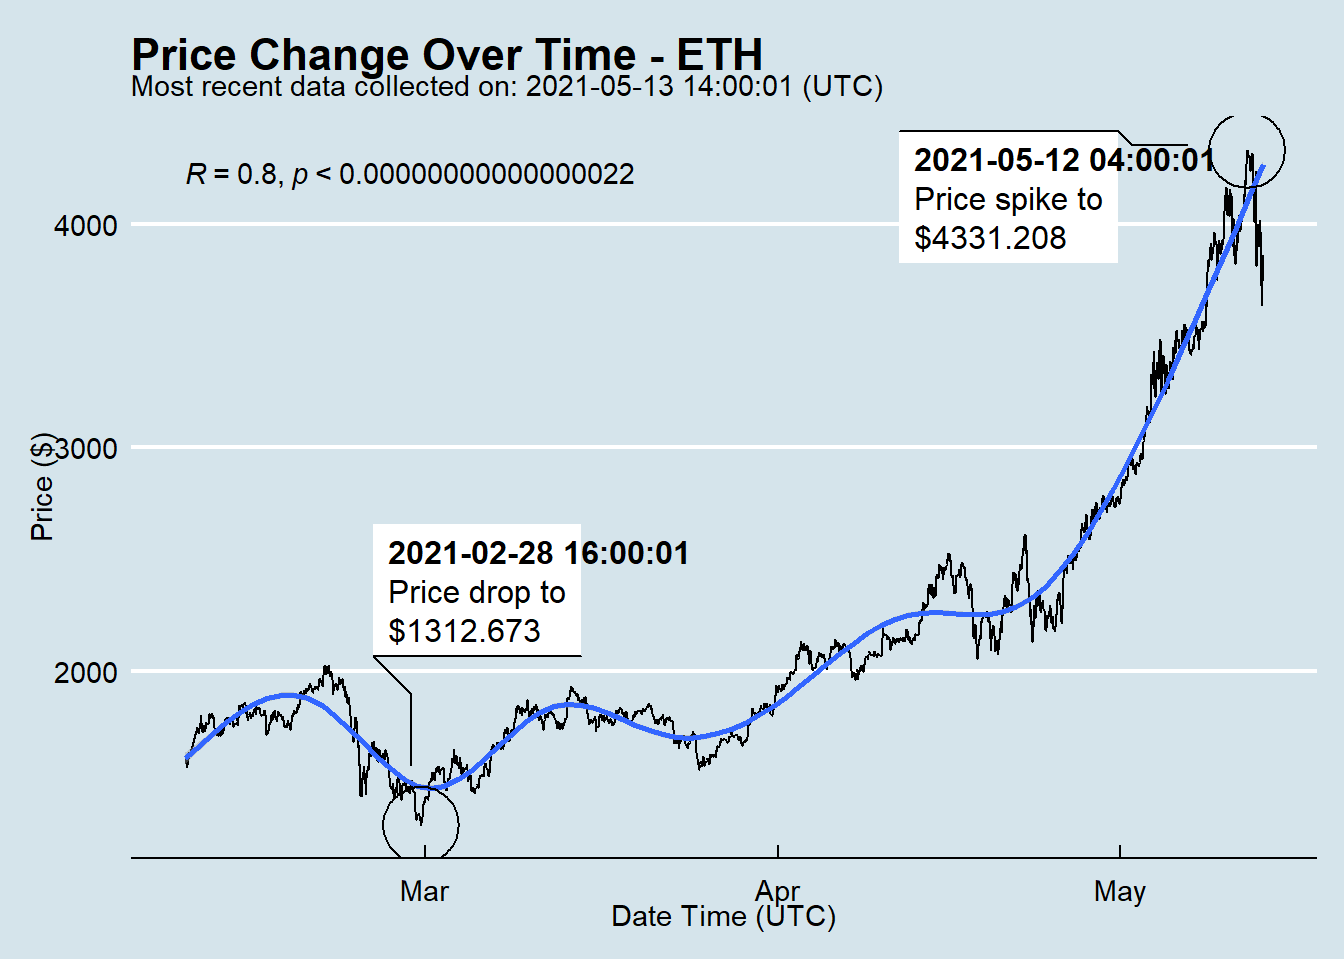 Price Change Over Time - ETH
Most recent data collected on: 2021-05-13 14:00:01 (UTC)
R = 0.8, p < 0.00000000000000022
2021-05-12 04:00:01
Price spike to
$4331.208
4000
3000
Price ($)
2021-02-28 16:00:01
Price drop to
$1312.673
2000
Mar
Apr
May
Date Time (UTC)